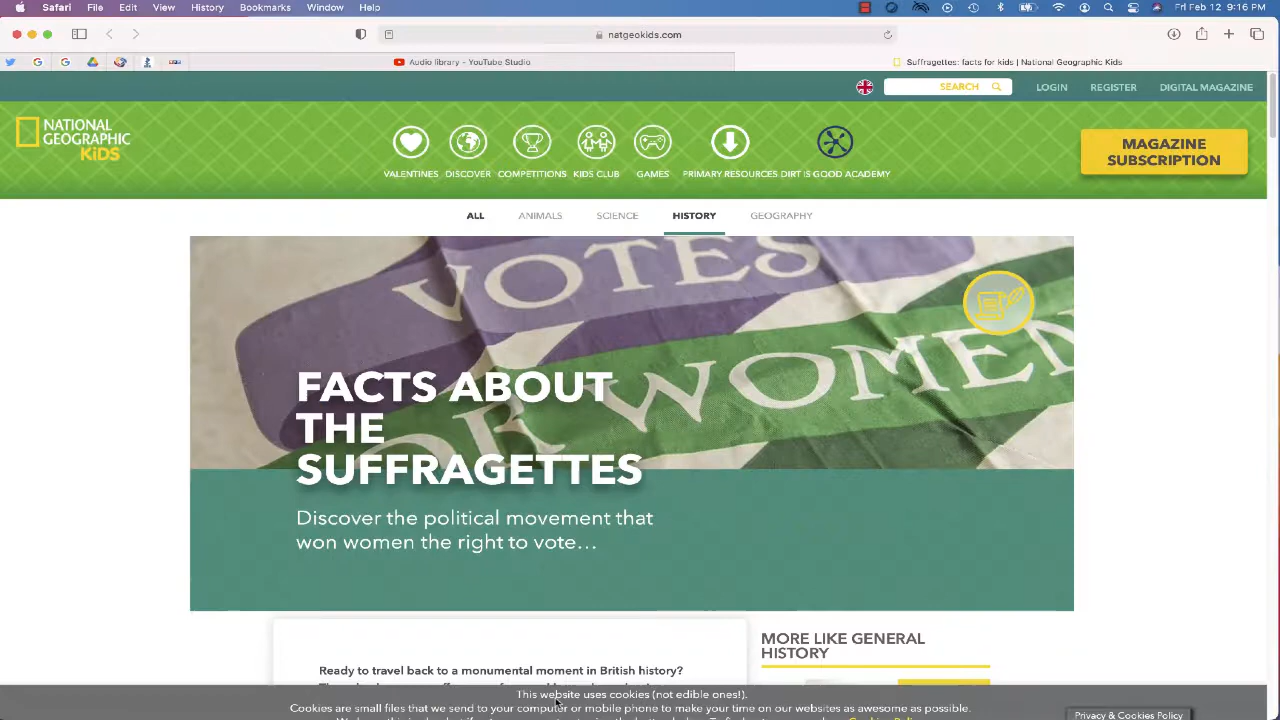 Safari File Edit View History Bookmarks Window Help Fri Feb 12 9:16 PM
natgeokids.com
Audio library - YouTube Studio Suffragettes: facts for kids | National Geographic Kids
SEARCH LOGIN REGISTER DIGITAL MAGAZINE
NATIONAL
GEOGRAPHIC
KiDS
VALENTINES DISCOVER COMPETITIONS KIDS CLUB GAMES PRIMARY RESOURCES DIRT IS GOOD ACADEMY
MAGAZINE
SUBSCRIPTION
ALL ANIMALS SCIENCE HISTORY GEOGRAPHY
VOTES
FOR WOMEN
FACTS ABOUT
THE
SUFFRAGETTES
Discover the political movement that
won women the right to vote...
Ready to travel back to a monumental moment in British history?
MORE LIKE GENERAL
HISTORY
This website uses cookies (not edible ones!).
Cookies are small files that we send to your computer or mobile phone to make your time on our websites as awesome as possible.
Privacy & Cookies Policy